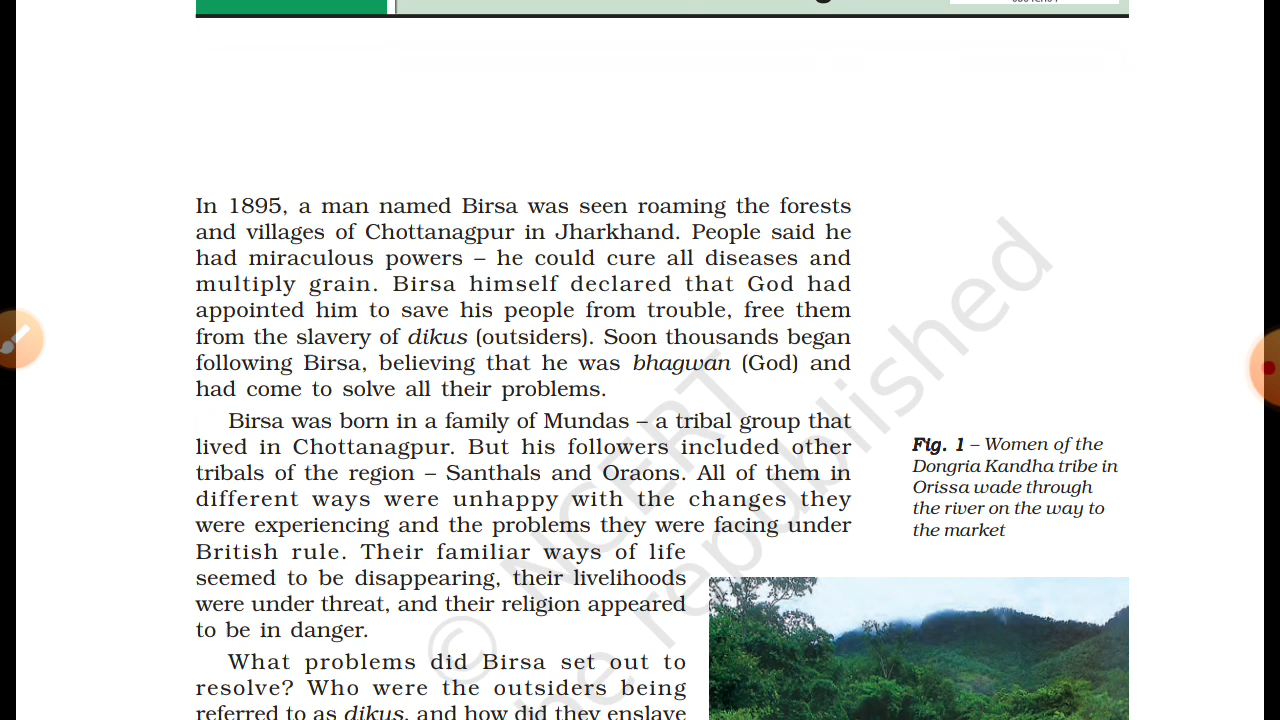 In 1895, a man named Birsa was seen roaming the forests
and villages of Chottanagpur in Jharkhand. People said he
had miraculous powers – he could cure all diseases and
multiply grain. Birsa himself declared that God had
appointed him to save his people from trouble, free them
from the slavery of dikus (outsiders). Soon thousands began
following Birsa, believing that he was bhagwan (God) and
had come to solve all their problems.
Birsa was born in a family of Mundas – a tribal group that
lived in Chottanagpur. But his followers included other
tribals of the region – Santhals and Oraons. All of them in
different ways were unhappy with the changes they
were experiencing and the problems they were facing under
British rule. Their familiar ways of life
seemed to be disappearing, their livelihoods
were under threat, and their religion appeared
to be in danger.
What problems did Birsa set out to
resolve? Who were the outsiders being
referred to as dikus, and how did they enslave
Fig. 1 – Women of the
Dongria Kandha tribe in
Orissa wade through
the river on the way to
the market
© NCERT
be republished